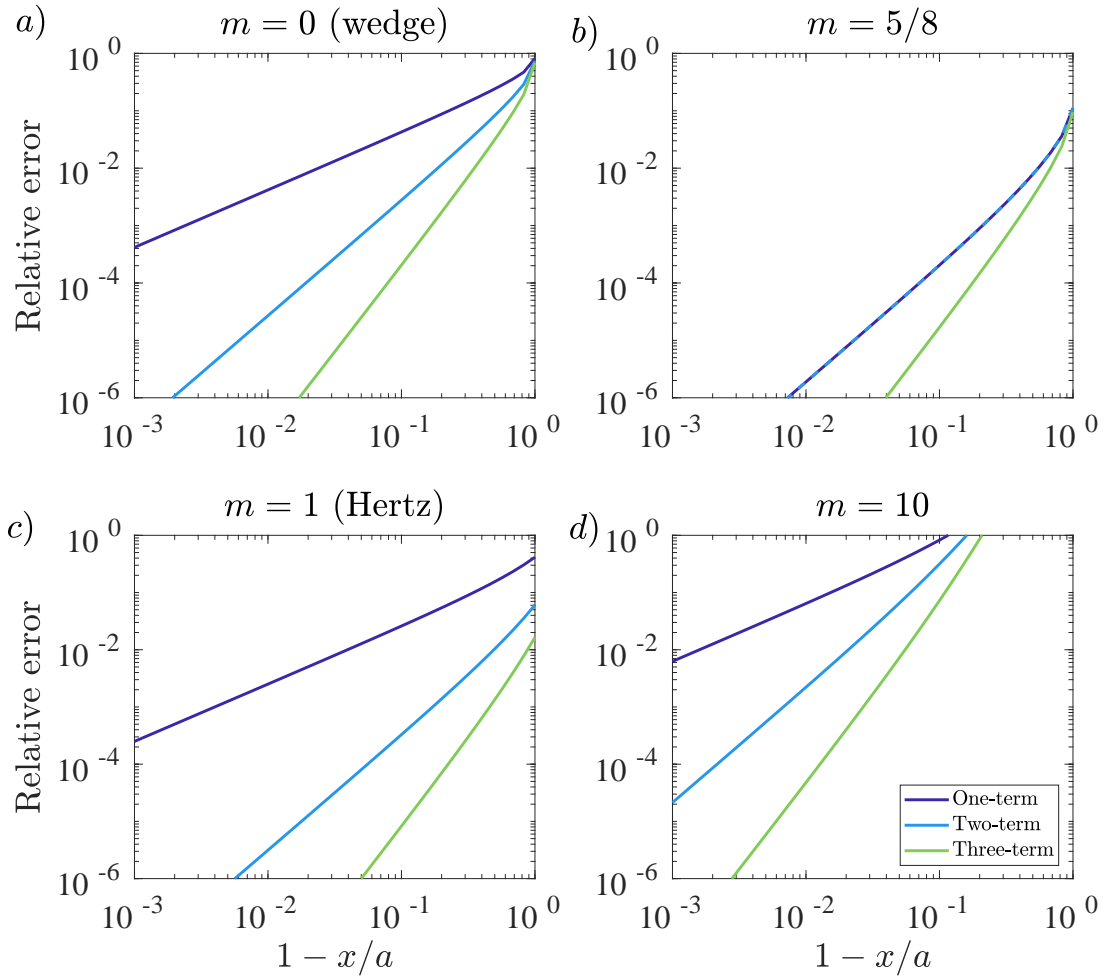 a) m = 0 (wedge)
b) m = 5/8
Relative error
10^0
10^-2
10^-4
10^-6
10^-3 10^-2 10^-1 10^0
10^0
10^-2
10^-4
10^-6
10^-3 10^-2 10^-1 10^0
c) m = 1 (Hertz)
d) m = 10
Relative error
10^0
10^-2
10^-4
10^-6
10^-3 10^-2 10^-1 10^0
1 − x/a
10^0
10^-2
10^-4
10^-6
One-term
Two-term
Three-term
10^-3 10^-2 10^-1 10^0
1 − x/a